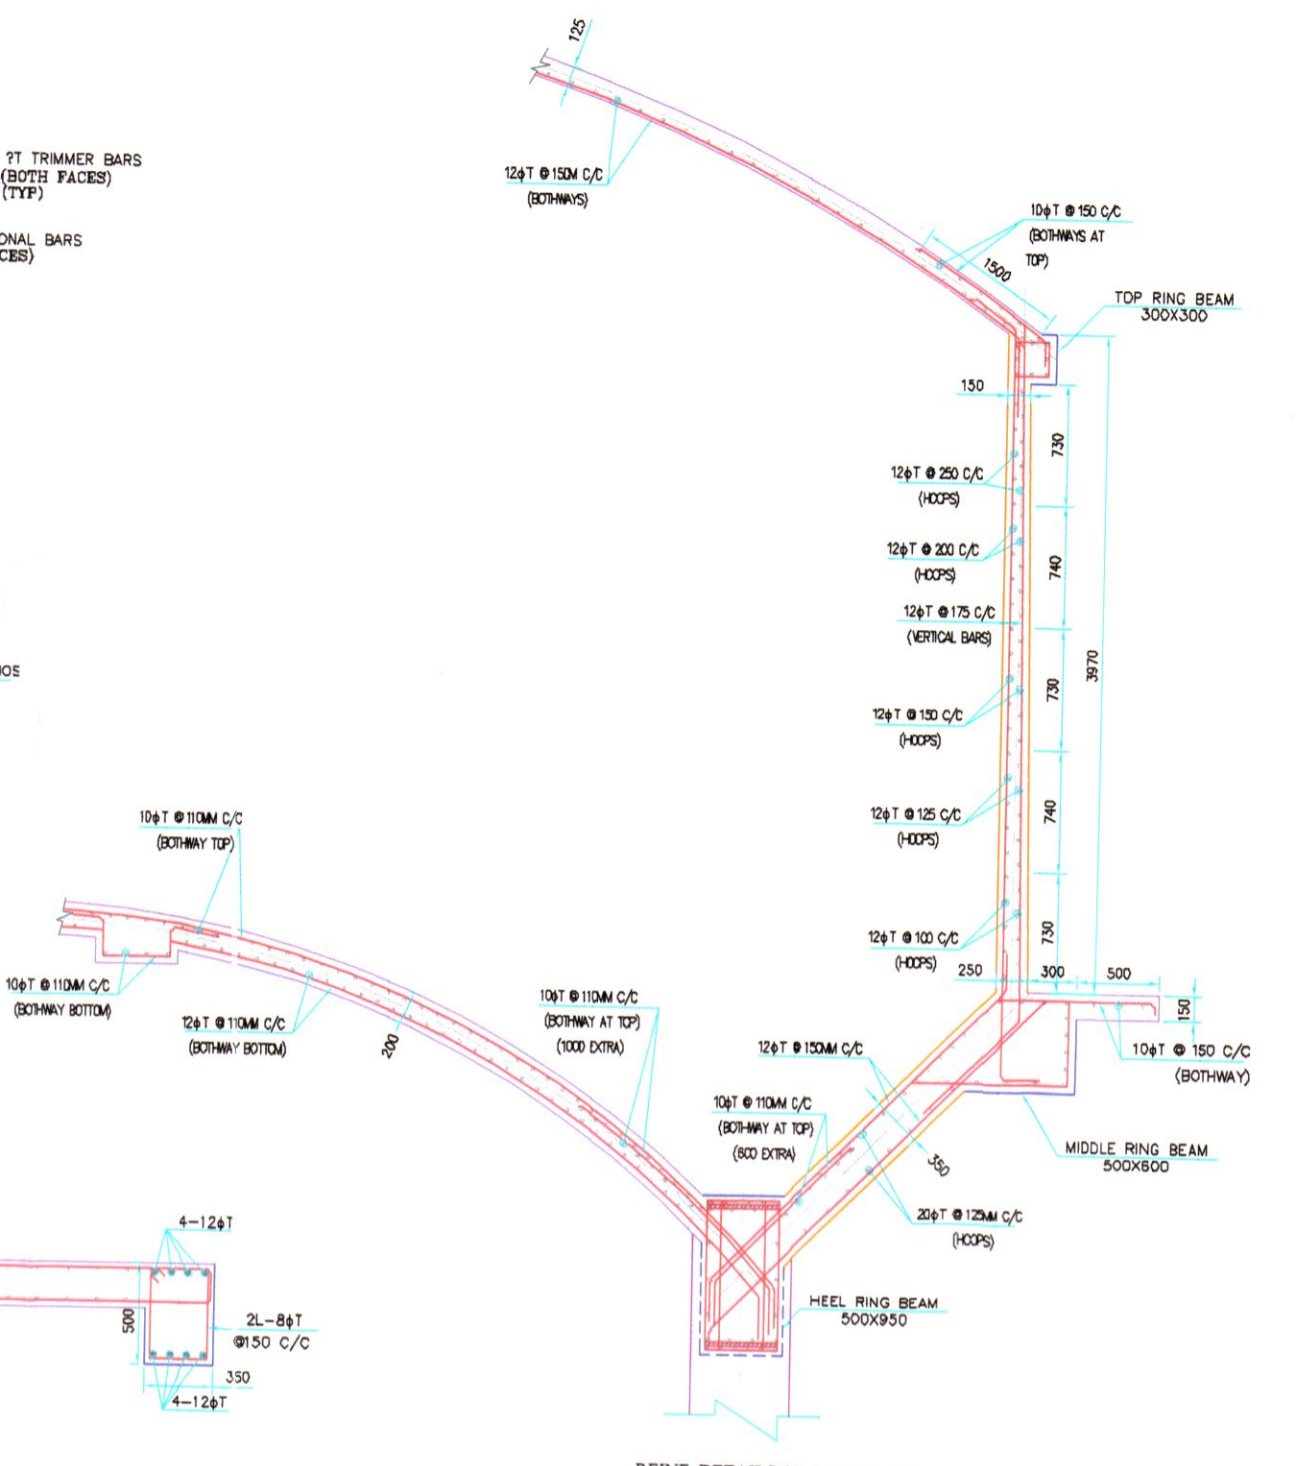 125
?T TRIMMER BARS
(BOTH FACES)
(TYP)
ONAL BARS
CES)
12ϕT @ 150M C/C
(BOTHWAYS)
10ϕT @ 150 C/C
(BOTHWAYS AT
TOP)
1500
TOP RING BEAM
300X300
150
730
12ϕT @ 250 C/C
(HOOPS)
12ϕT @ 200 C/C
(HOOPS)
740
12ϕT @ 175 C/C
(VERTICAL BARS)
3970
730
12ϕT @ 150 C/C
(HOOPS)
740
12ϕT @ 125 C/C
(HOOPS)
10ϕT @ 110MM C/C
(BOTHWAY TOP)
730
12ϕT @ 100 C/C
(HOOPS)
250
300
500
150
10ϕT @ 110MM C/C
(BOTHWAY BOTTOM)
12ϕT @ 110MM C/C
(BOTHWAY BOTTOM)
200
10ϕT @ 110MM C/C
(BOTHWAY AT TOP)
(1000 EXTRA)
12ϕT @ 150MM C/C
10ϕT @ 150 C/C
(BOTHWAY)
10ϕT @ 110MM C/C
(BOTHWAY AT TOP)
(600 EXTRA)
350
MIDDLE RING BEAM
500X600
20ϕT @ 125MM C/C
(HOOPS)
4-12ϕT
500
2L-8ϕT
@150 C/C
350
4-12ϕT
HEEL RING BEAM
500X950